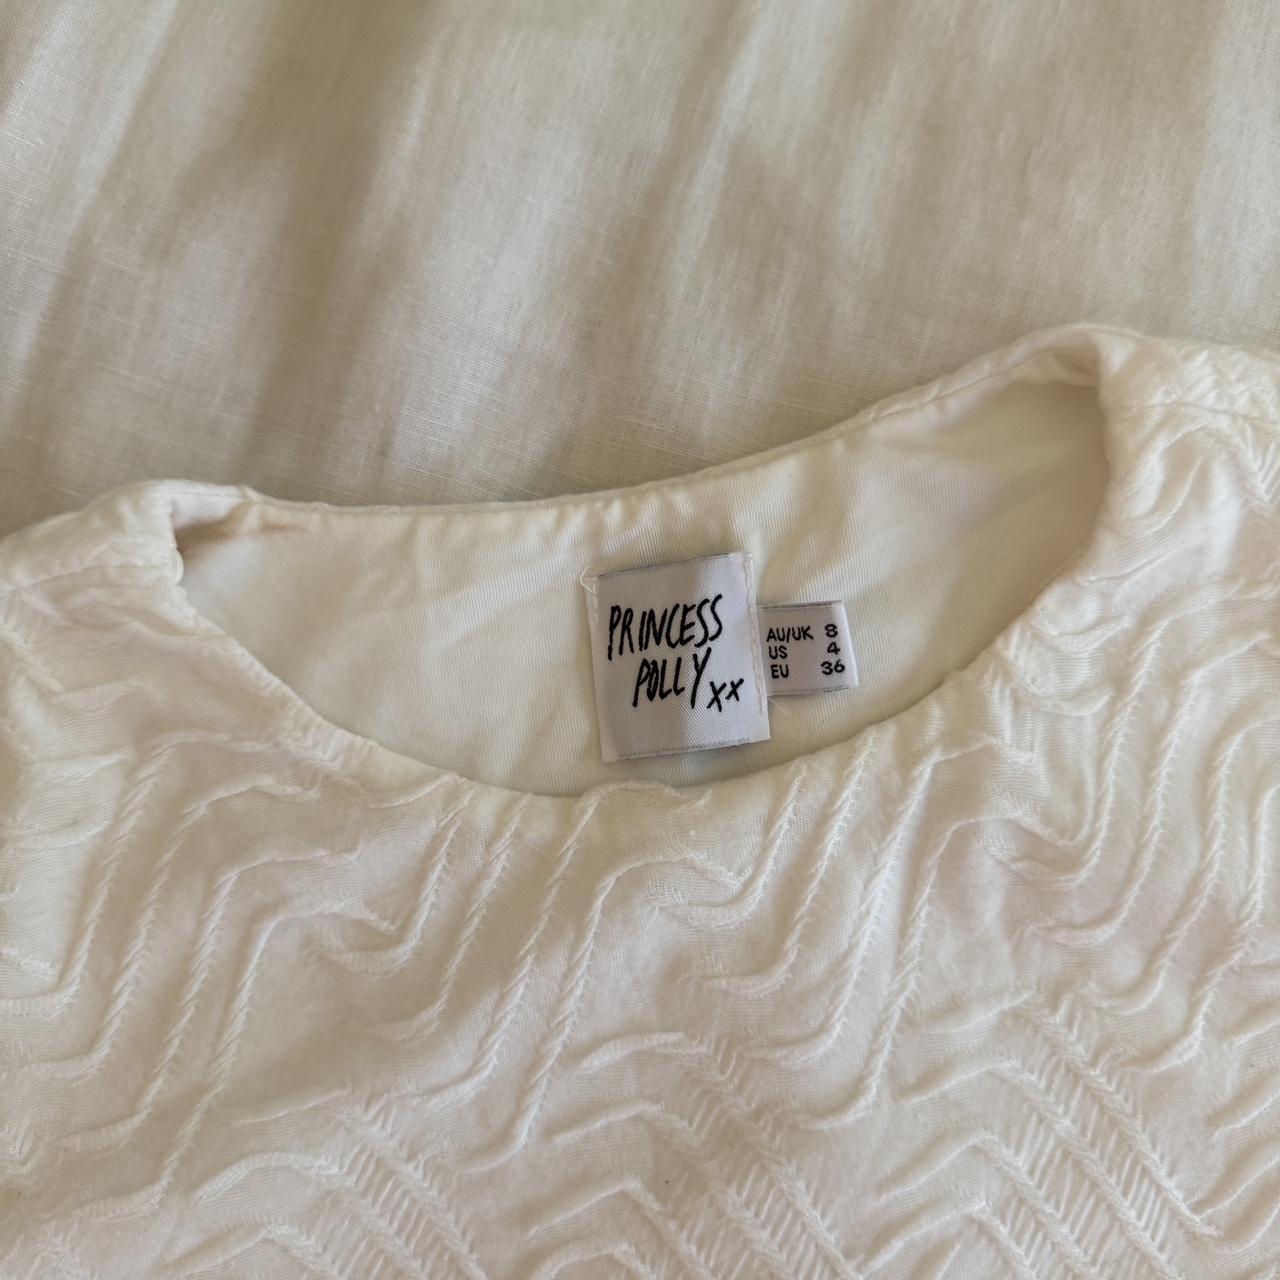 PRINCESS
POLLY xx
AU/UK 8
US 4
EU 36